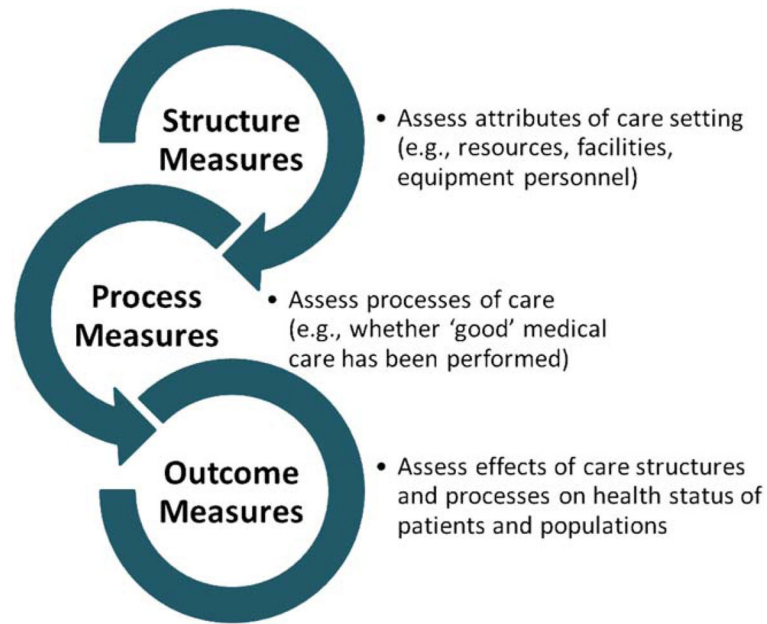 Structure
Measures
• Assess attributes of care setting
(e.g., resources, facilities,
equipment personnel)
Process
Measures
• Assess processes of care
(e.g., whether ‘good’ medical
care has been performed)
Outcome
Measures
• Assess effects of care structures
and processes on health status of
patients and populations